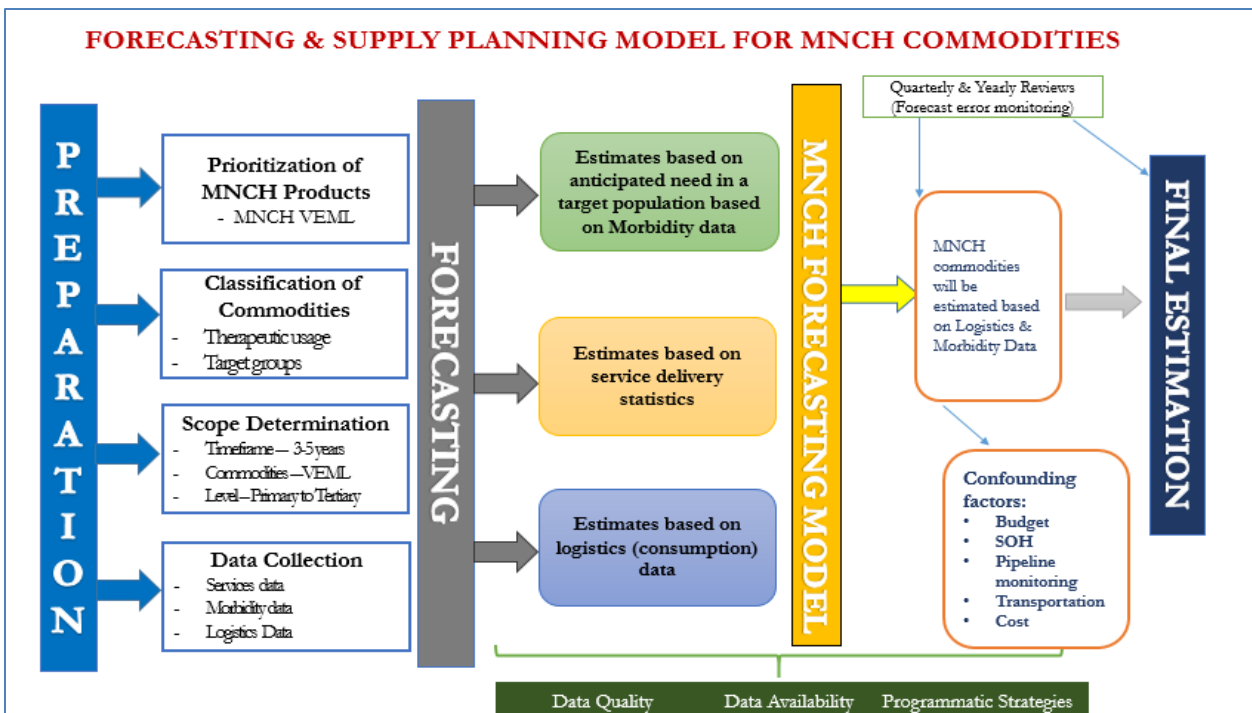 FORECASTING & SUPPLY PLANNING MODEL FOR MNCH COMMODITIES
PREPARATION
Prioritization of
MNCH Products
- MNCH VEML
Classification of
Commodities
- Therapeutic usage
- Target groups
Scope Determination
- Timeframe — 3-5 years
- Commodities —VEML
- Level—Primary to Tertiary
Data Collection
- Services data
- Morbidity data
- Logistics Data
FORECASTING
Estimates based on
anticipated need in a
target population based
on Morbidity data
Estimates based on
service delivery
statistics
Estimates based on
logistics (consumption)
data
MNCH FORECASTING MODEL
Quarterly & Yearly Reviews
(Forecast error monitoring)
MNCH
commodities
will be
estimated based
on Logistics &
Morbidity Data
Confounding
factors:
• Budget
• SOH
• Pipeline
monitoring
• Transportation
• Cost
FINAL ESTIMATION
Data Quality Data Availability Programmatic Strategies